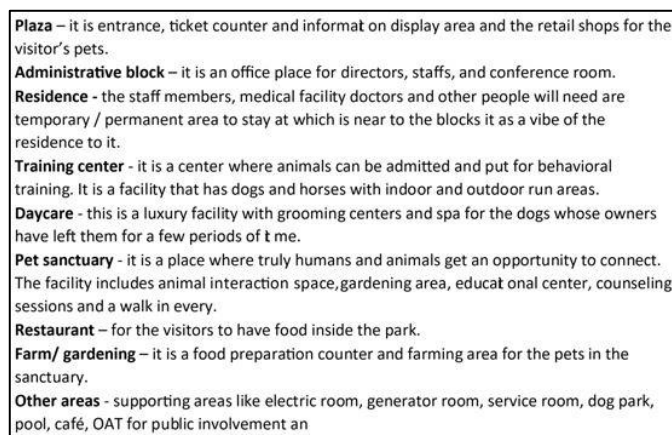 Plaza – it is entrance, ticket counter and informat on display area and the retail shops for the
visitor's pets.
Administrative block – it is an office place for directors, staffs, and conference room.
Residence - the staff members, medical facility doctors and other people will need are
temporary / permanent area to stay at which is near to the blocks it as a vibe of the
residence to it.
Training center - it is a center where animals can be admitted and put for behavioral
training. It is a facility that has dogs and horses with indoor and outdoor run areas.
Daycare - this is a luxury facility with grooming centers and spa for the dogs whose owners
have left them for a few periods of t me.
Pet sanctuary - it is a place where truly humans and animals get an opportunity to connect.
The facility includes animal interaction space,gardening area, educat onal center, counseling
sessions and a walk in every.
Restaurant – for the visitors to have food inside the park.
Farm/ gardening – it is a food preparation counter and farming area for the pets in the
sanctuary.
Other areas - supporting areas like electric room, generator room, service room, dog park,
pool, café, OAT for public involvement an